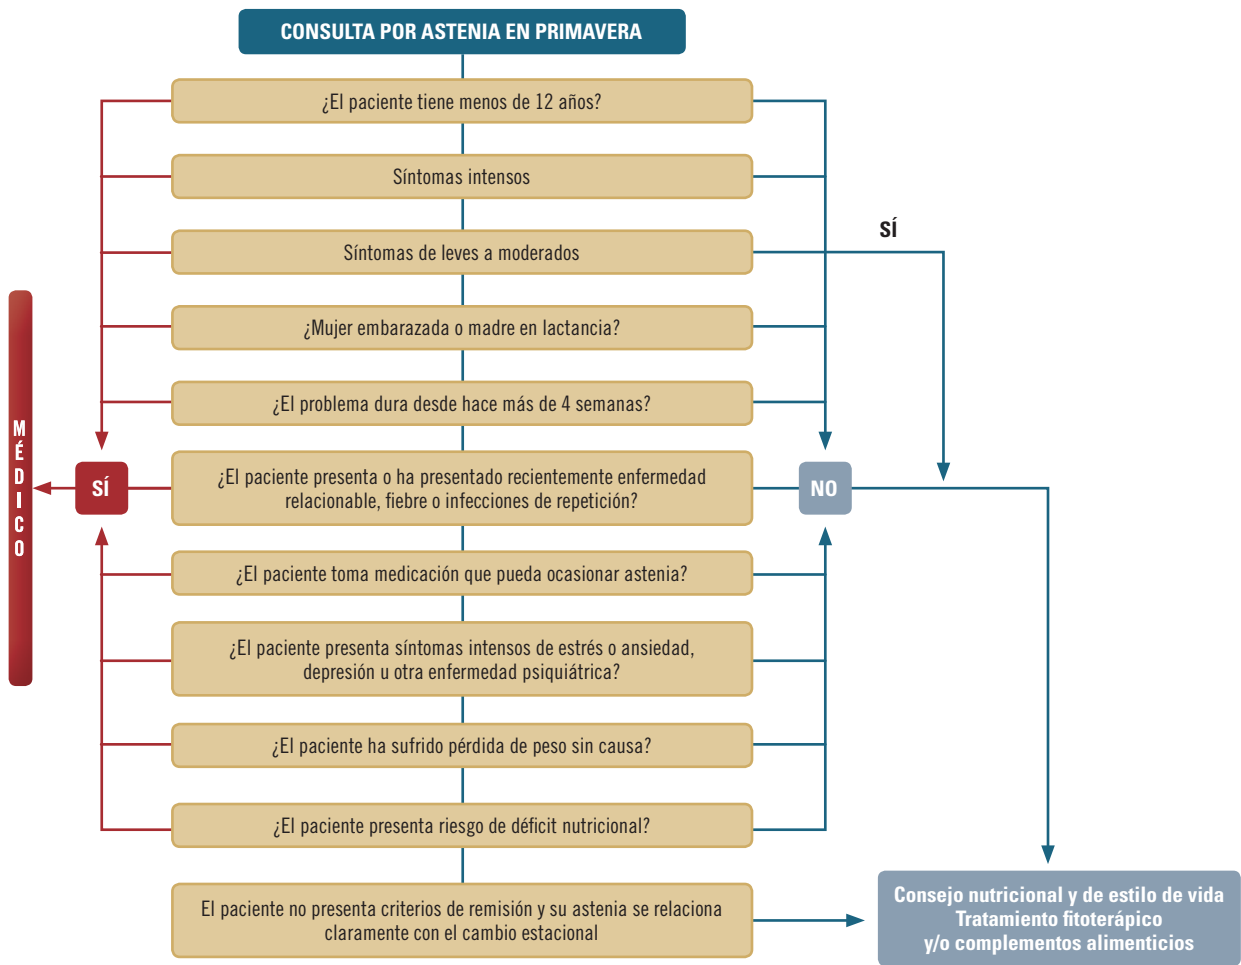 CONSULTA POR ASTENIA EN PRIMAVERA
¿El paciente tiene menos de 12 años?
Síntomas intensos
SÍ
Síntomas de leves a moderados
¿Mujer embarazada o madre en lactancia?
¿El problema dura desde hace más de 4 semanas?
MÉDICO
SÍ
¿El paciente presenta o ha presentado recientemente enfermedad
relacionable, fiebre o infecciones de repetición?
NO
¿El paciente toma medicación que pueda ocasionar astenia?
¿El paciente presenta síntomas intensos de estrés o ansiedad,
depresión u otra enfermedad psiquiátrica?
¿El paciente ha sufrido pérdida de peso sin causa?
¿El paciente presenta riesgo de déficit nutricional?
El paciente no presenta criterios de remisión y su astenia se relaciona
claramente con el cambio estacional
Consejo nutricional y de estilo de vida
Tratamiento fitoterápico
y/o complementos alimenticios